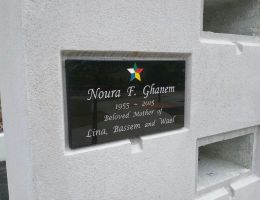 Noura F. Ghanem
1955 ~ 2015
Beloved Mother of
Lina, Bassem and Wael